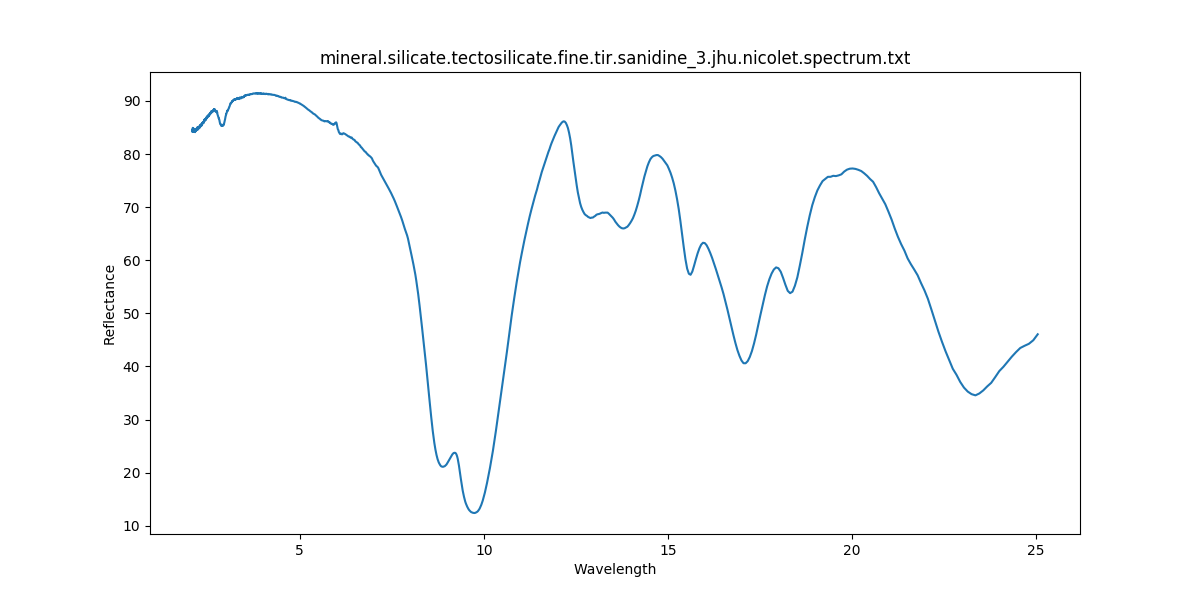 mineral.silicate.tectosilicate.fine.tir.sanidine_3.jhu.nicolet.spectrum.txt
90
80
70
60
50
40
30
20
10
Reflectance
5 10 15 20 25
Wavelength